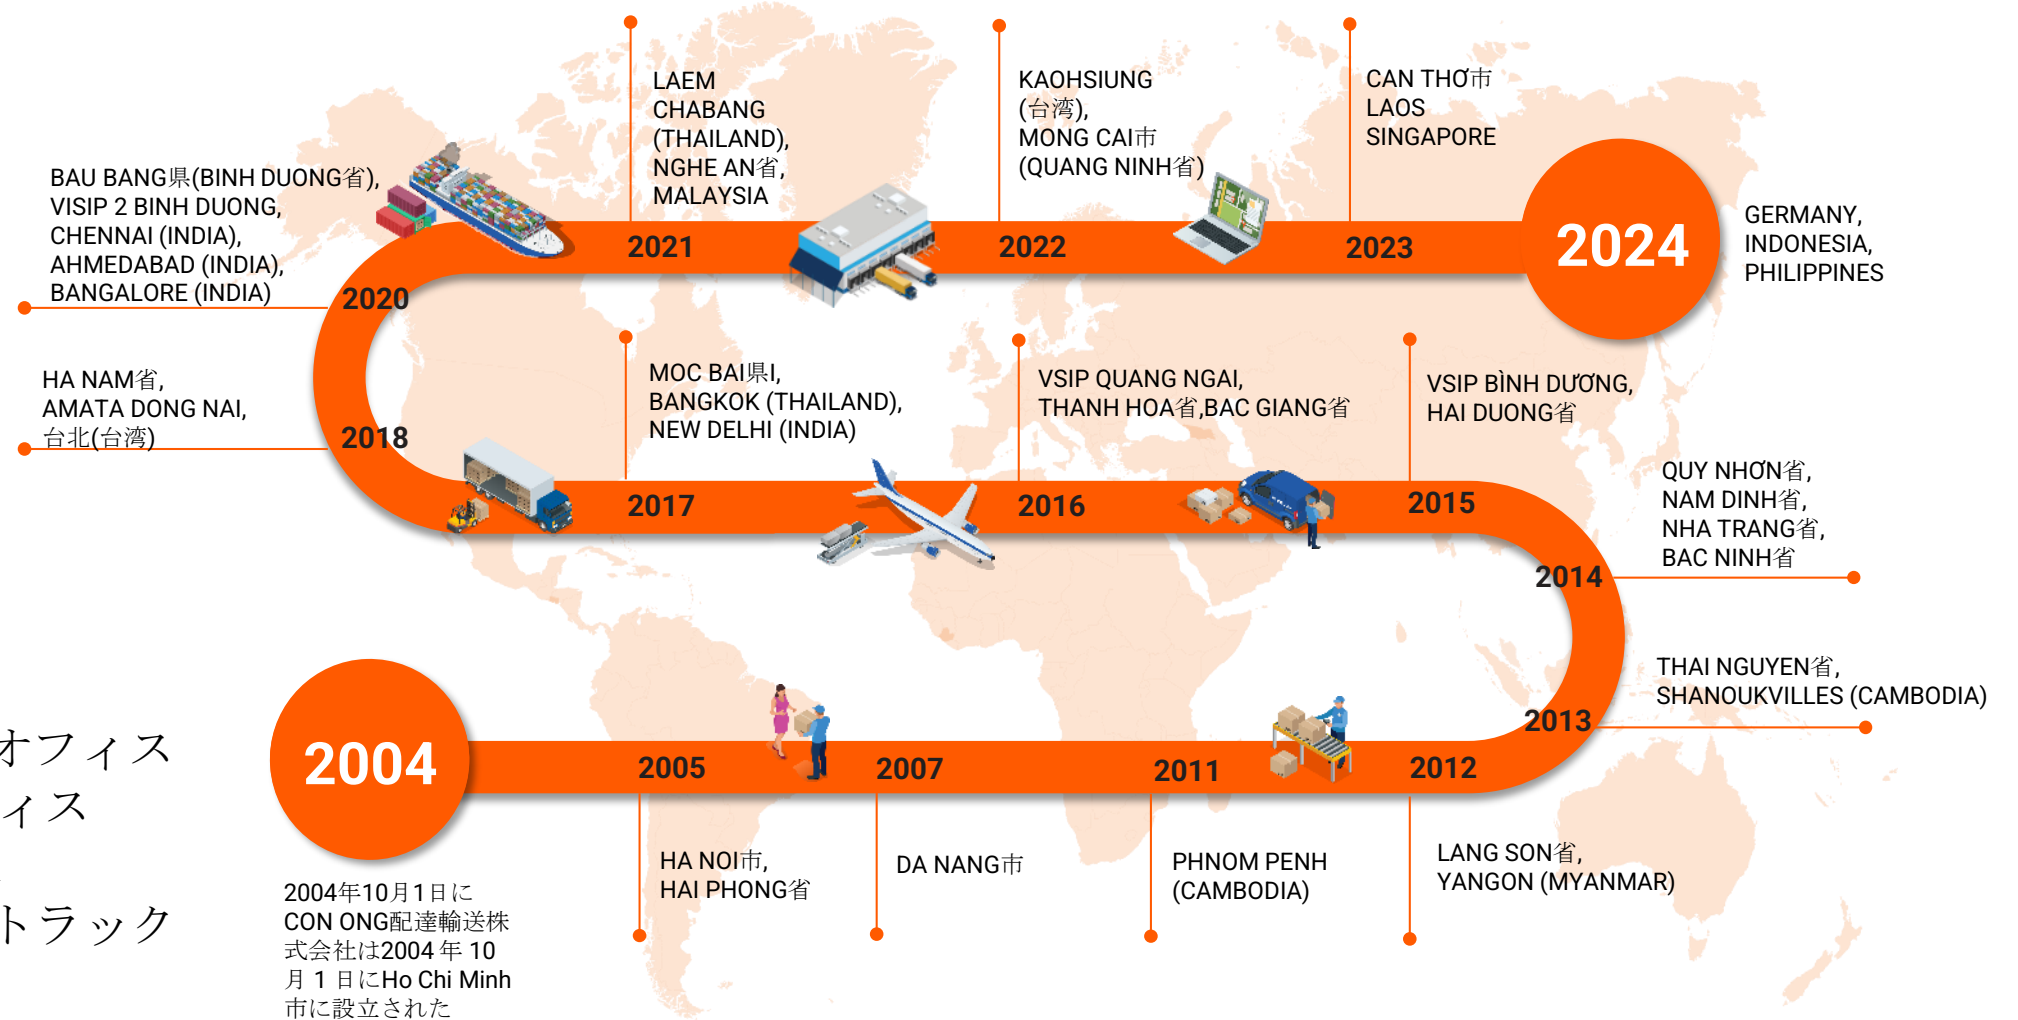 LAEM
CHABANG
(THAILAND),
NGHE AN省,
MALAYSIA
KAOHSIUNG
(台湾),
MONG CAI市
(QUANG NINH省)
CAN THƠ市
LAOS
SINGAPORE
BAU BANG県(BINH DUONG省),
VISIP 2 BINH DUONG,
CHENNAI (INDIA),
AHMEDABAD (INDIA),
BANGALORE (INDIA)
2020
2021
2022
2023
2024
GERMANY,
INDONESIA,
PHILIPPINES
HA NAM省,
AMATA DONG NAI,
台北(台湾)
2018
MOC BAI県I,
BANGKOK (THAILAND),
NEW DELHI (INDIA)
2017
VSIP QUANG NGAI,
THANH HOA省,BAC GIANG省
2016
VSIP BÌNH DƯƠNG,
HAI DUONG省
2015
QUY NHƠN省,
NAM DINH省,
NHA TRANG省,
BAC NINH省
2014
THAI NGUYEN省,
SHANOUKVILLES (CAMBODIA)
2013
オフィス
ィス
トラック
2004
2005
2007
2011
2012
2004年10月1日に
CON ONG配達輸送株
式会社は2004 年 10
月 1 日にHo Chi Minh
市に設立された
HA NOI市,
HAI PHONG省
DA NANG市
PHNOM PENH
(CAMBODIA)
LANG SON省,
YANGON (MYANMAR)